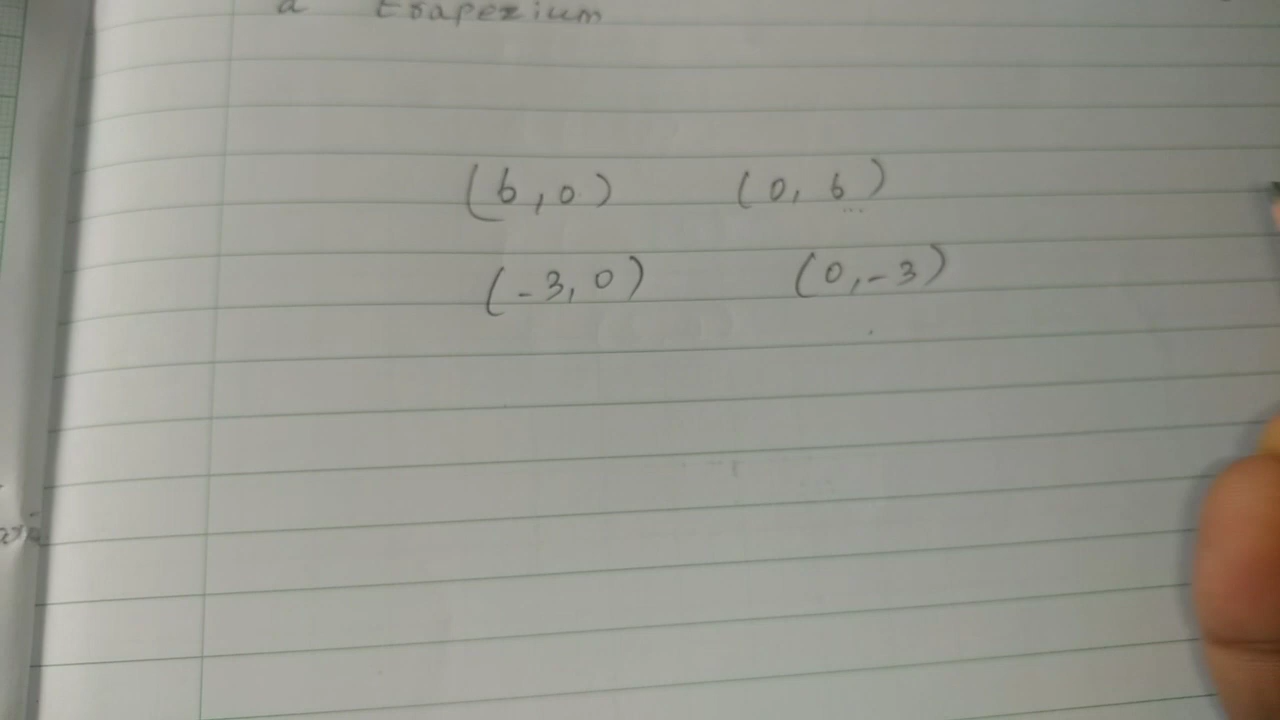 a trapezium
(6,0) (0,6)
(-3,0) (0,-3)